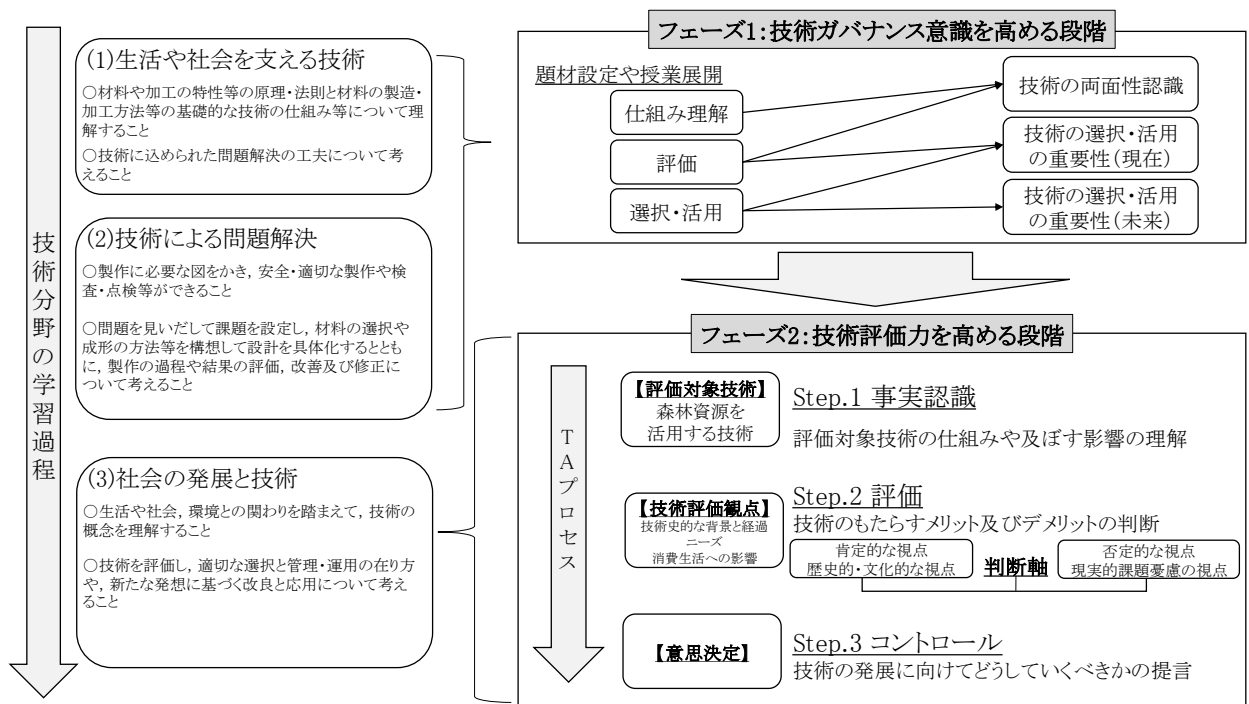 技術分野の学習過程
(1)生活や社会を支える技術
○材料や加工の特性等の原理・法則と材料の製造・
加工方法等の基礎的な技術の仕組み等について理
解すること
○技術に込められた問題解決の工夫について考
えること
(2)技術による問題解決
○製作に必要な図をかき，安全・適切な製作や検
査・点検等ができること
○問題を見いだして課題を設定し，材料の選択や
成形の方法等を構想して設計を具体化するととも
に，製作の過程や結果の評価，改善及び修正に
ついて考えること
(3)社会の発展と技術
○生活や社会，環境との関わりを踏まえて，技術の
概念を理解すること
○技術を評価し，適切な選択と管理・運用の在り方
や，新たな発想に基づく改良と応用について考え
ること
フェーズ1：技術ガバナンス意識を高める段階
題材設定や授業展開
仕組み理解
評価
選択・活用
技術の両面性認識
技術の選択・活用
の重要性(現在)
技術の選択・活用
の重要性(未来)
フェーズ2：技術評価力を高める段階
TAプロセス
【評価対象技術】
森林資源を
活用する技術
Step.1 事実認識
評価対象技術の仕組みや及ぼす影響の理解
【技術評価観点】
技術史的な背景と経過
ニーズ
消費生活への影響
Step.2 評価
技術のもたらすメリット及びデメリットの判断
肯定的な視点
歴史的・文化的な視点
判断軸
否定的な視点
現実的課題憂慮の視点
【意思決定】
Step.3 コントロール
技術の発展に向けてどうしていくべきかの提言